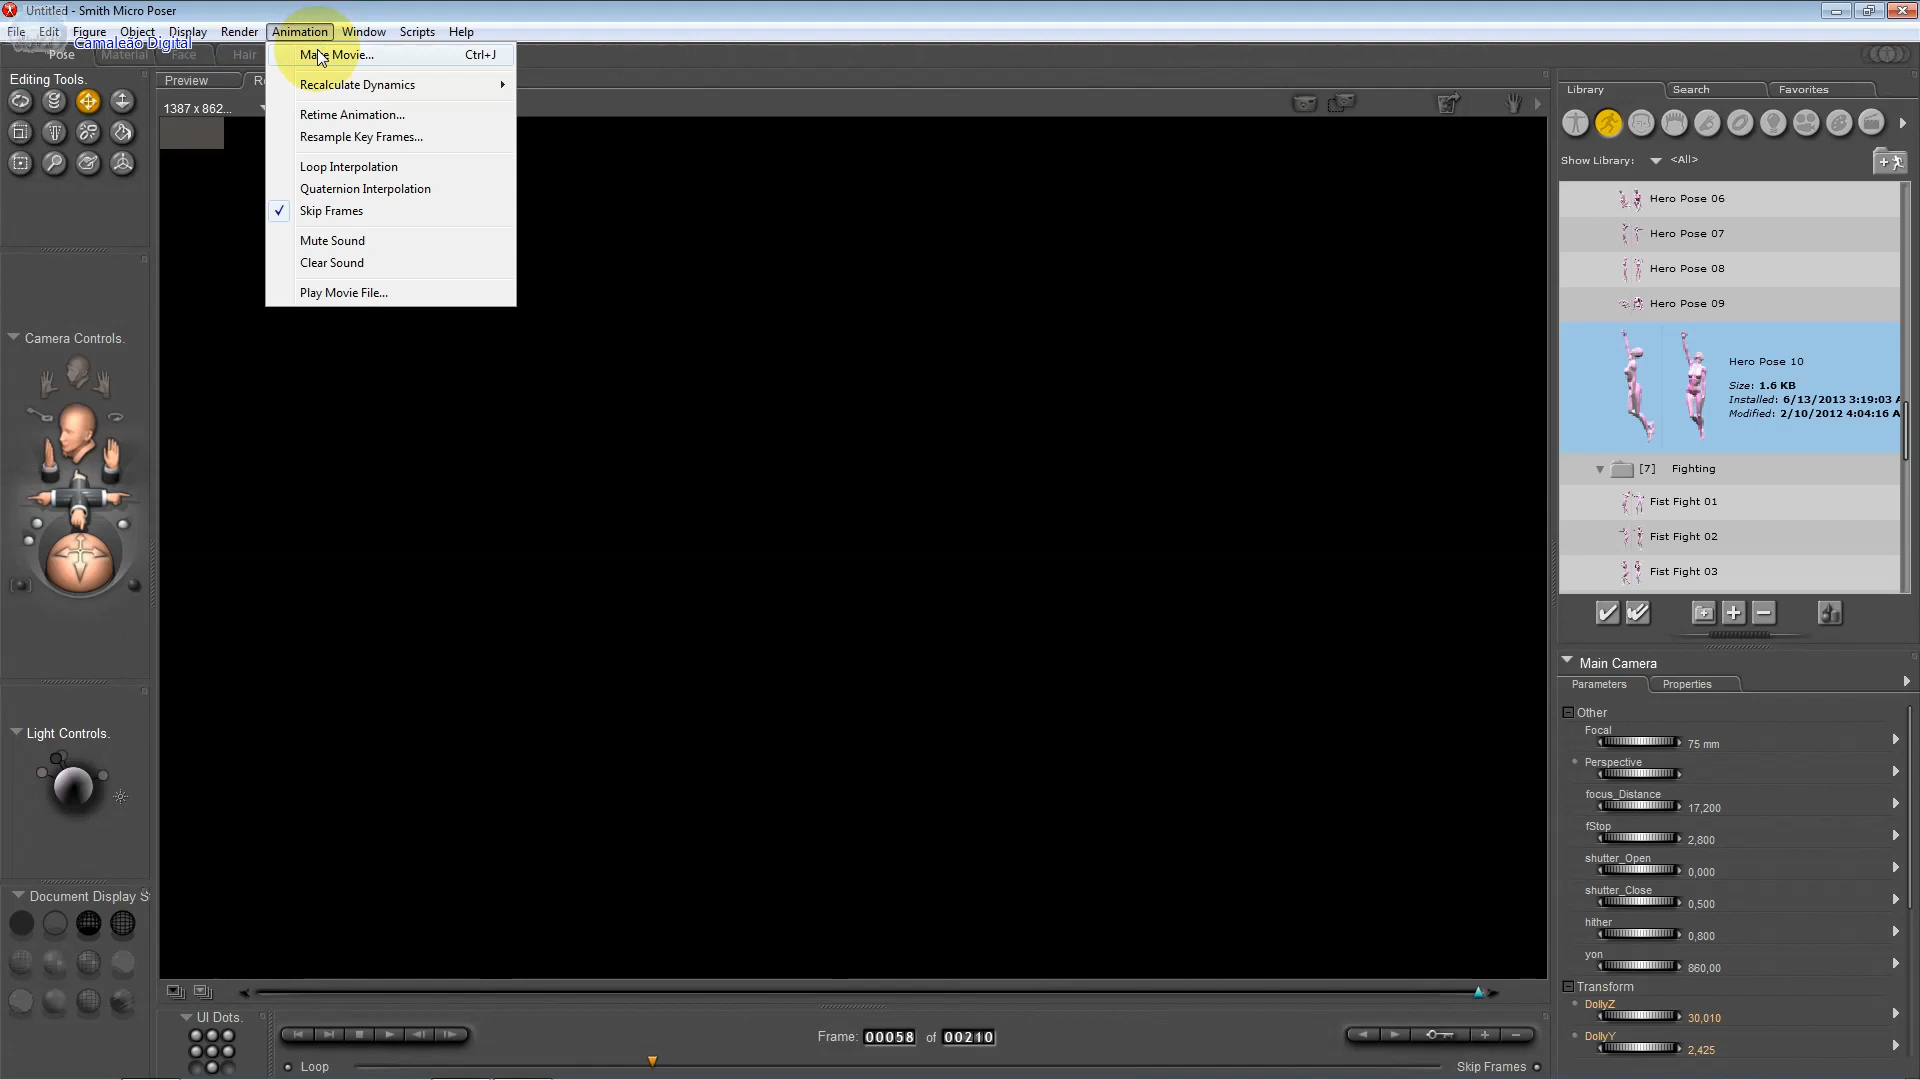 Untitled - Smith Micro Poser
File Edit Figure Object Display Render Animation Window Scripts Help
Camaleão Digital
Pose Material Face Hair
Make Movie... Ctrl+J
Recalculate Dynamics
Retime Animation...
Resample Key Frames...
Loop Interpolation
Quaternion Interpolation
Skip Frames
Mute Sound
Clear Sound
Play Movie File...
Editing Tools.
Preview
1387 x 862...
Camera Controls.
Light Controls.
Document Display S
UI Dots.
Frame: 00058 of 00210
Loop
Skip Frames
Library Search Favorites
Show Library: <All>
Hero Pose 06
Hero Pose 07
Hero Pose 08
Hero Pose 09
Hero Pose 10
Size: 1.6 KB
Installed: 6/13/2013 3:19:03 A
Modified: 2/10/2012 4:04:16 A
[7] Fighting
Fist Fight 01
Fist Fight 02
Fist Fight 03
Main Camera
Parameters Properties
Other
Focal
75 mm
Perspective
focus_Distance
17,200
fStop
2,800
shutter_Open
0,000
shutter_Close
0,500
hither
0,800
yon
860,00
Transform
DollyZ
30,010
DollyY
2,425